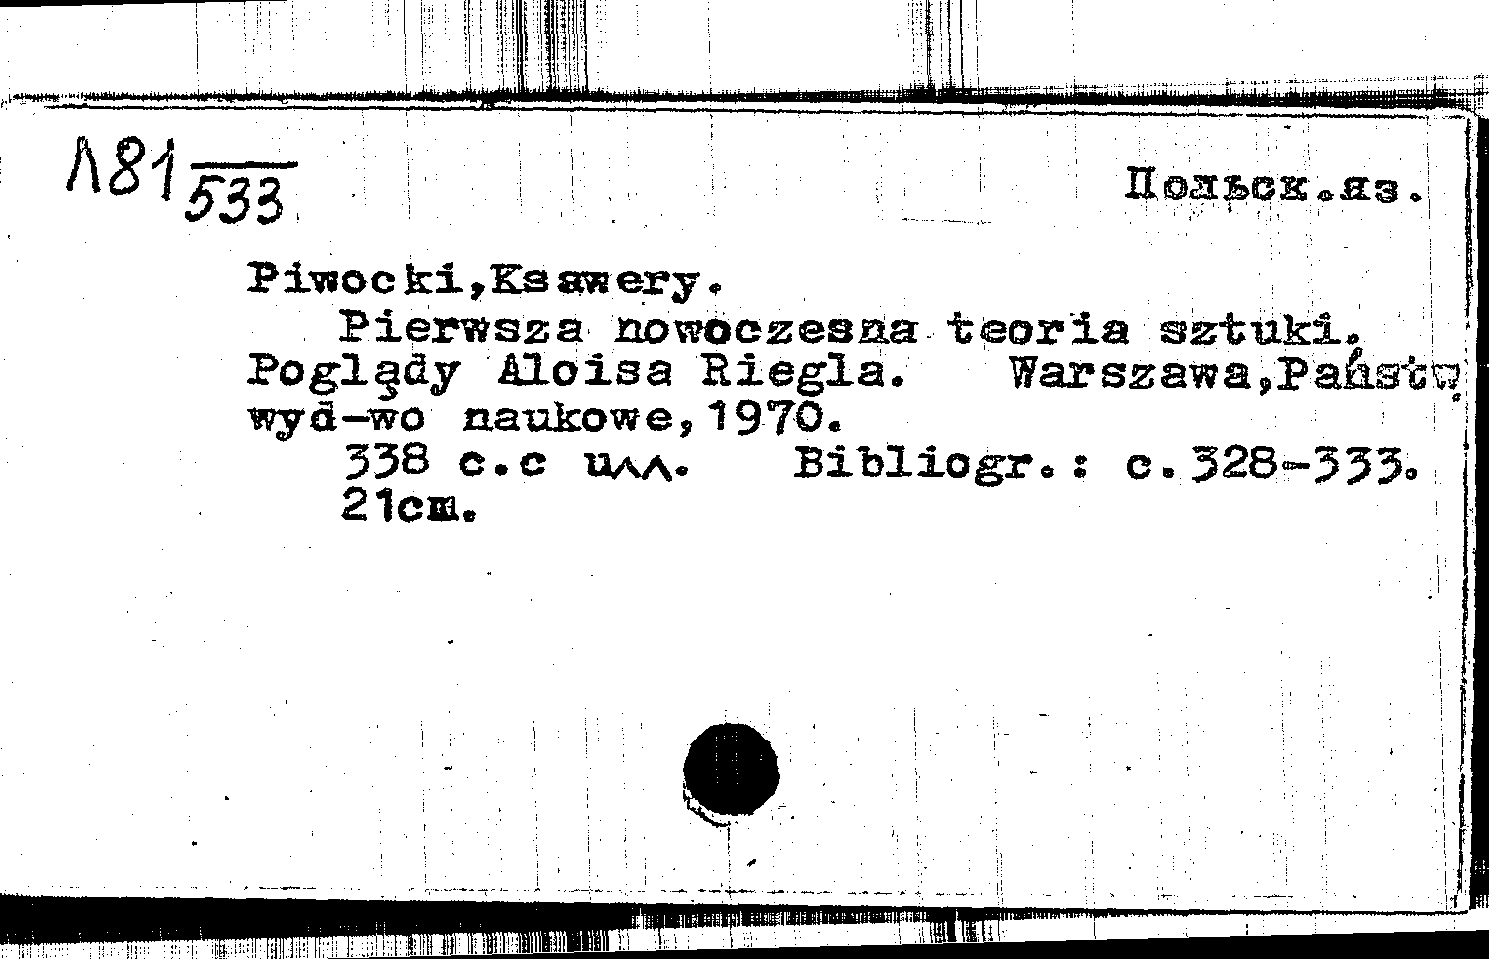 Л81
533
Польск.яз.
Piwocki,Ksawery.
Pierwsza nowoczesna teoria sztuki.
Poglądy Aloisa Riegla. Warszawa,Państw.
wyd-wo naukowe,1970.
338 c.c илл. Bibliogr.: c.328-333.
21cm.